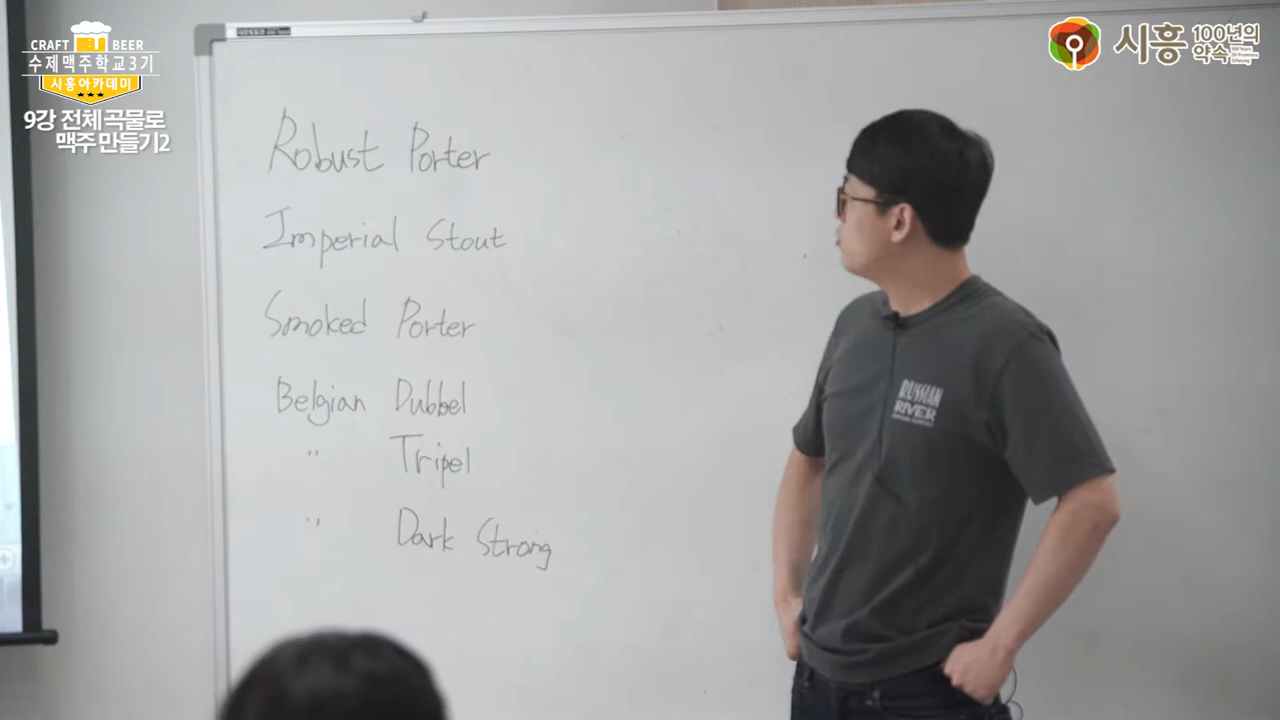 CRAFT BEER
수제맥주학교3기
시흥아카데미
9강 전체 곡물로
맥주 만들기2
시흥 100년의
약속
Robust Porter
Imperial Stout
Smoked Porter
Belgian Dubbel
" Tripel
" Dark Strong
RUSSIAN
RIVER